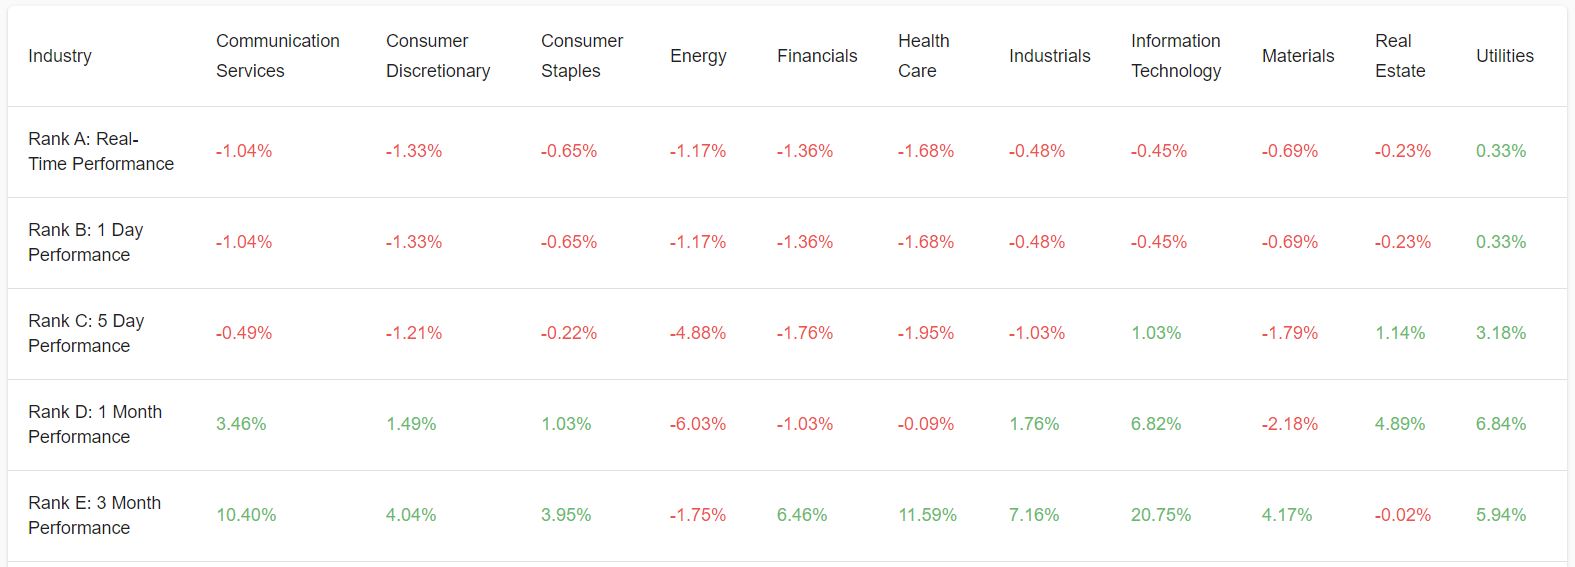 Industry Communication Services Consumer Discretionary Consumer Staples Energy Financials Health Care Industrials Information Technology Materials Real Estate Utilities
Rank A: Real-Time Performance -1.04% -1.33% -0.65% -1.17% -1.36% -1.68% -0.48% -0.45% -0.69% -0.23% 0.33%
Rank B: 1 Day Performance -1.04% -1.33% -0.65% -1.17% -1.36% -1.68% -0.48% -0.45% -0.69% -0.23% 0.33%
Rank C: 5 Day Performance -0.49% -1.21% -0.22% -4.88% -1.76% -1.95% -1.03% 1.03% -1.79% 1.14% 3.18%
Rank D: 1 Month Performance 3.46% 1.49% 1.03% -6.03% -1.03% -0.09% 1.76% 6.82% -2.18% 4.89% 6.84%
Rank E: 3 Month Performance 10.40% 4.04% 3.95% -1.75% 6.46% 11.59% 7.16% 20.75% 4.17% -0.02% 5.94%